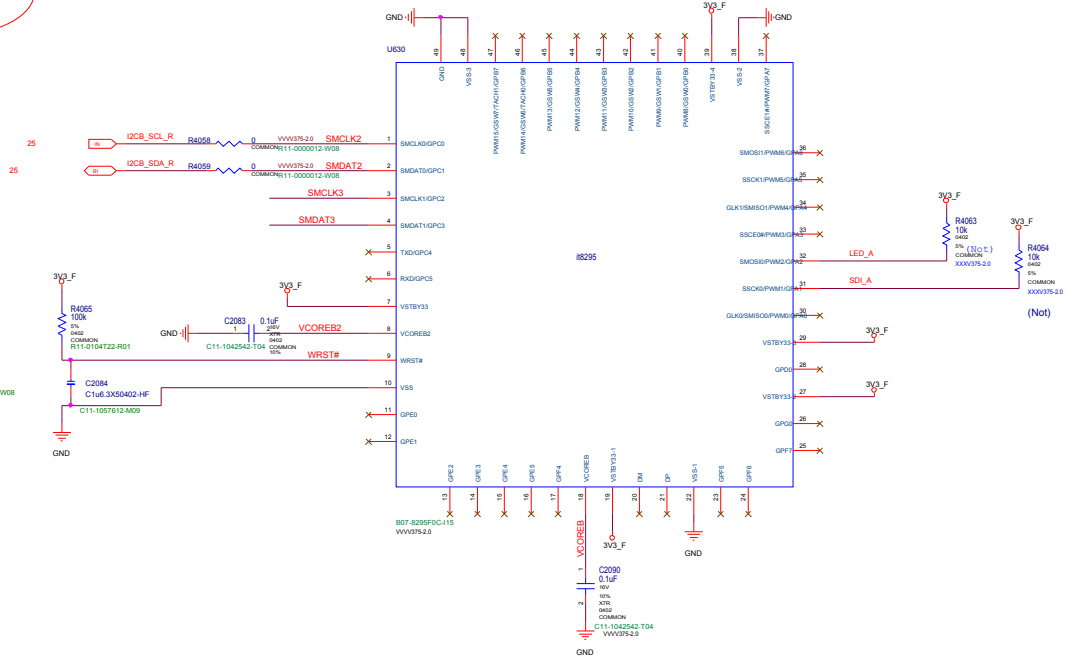 3V3_F
GND
GND
U630
49
48
47
46
45
44
43
42
41
40
39
38
37
GND
VSS-3
PWM15/GSW7/TACH1/GPB7
PWM14/GSW6/TACH0/GPB6
PWM13/GSW5/GPB5
PWM12/GSW4/GPB4
PWM11/GSW3/GPB3
PWM10/GSW2/GPB2
PWM9/GSW1/GPB1
PWM8/GSW0/GPB0
VSTBY33-4
VSS-2
SSCE1#/PWM7/GPA7
25
IN
I2CB_SCL_R
R4058
0
COMMON
VVVV375-2.0
R11-0000012-W08
SMCLK2
1
SMCLK0/GPC0
25
BI
I2CB_SDA_R
R4059
0
COMMON
VVVV375-2.0
R11-0000012-W08
SMDAT2
2
SMDAT0/GPC1
SMCLK3
3
SMCLK1/GPC2
SMDAT3
4
SMDAT1/GPC3
5
TXD/GPC4
6
RXD/GPC5
3V3_F
7
VSTBY33
GND
C2083
1
2
0.1uF
16V
X7R
0402
COMMON
10%
C11-1042542-T04
VCOREB2
8
VCOREB2
3V3_F
R4065
100k
5%
0402
COMMON
R11-0104T22-R01
WRST#
9
WRST#
C2084
C1u6.3X50402-HF
C11-1057612-M09
W08
GND
10
VSS
11
GPE0
12
GPE1
it8295
SMOSI1/PWM6/GPA6
36
SSCK1/PWM5/GPA5
35
GLK1/SMISO1/PWM4/GPA4
34
SSCE0#/PWM3/GPA3
33
SMOSI0/PWM2/GPA2
32
LED_A
SSCK0/PWM1/GPA1
31
SDI_A
GLK0/SMISO0/PWM0/GPA0
30
VSTBY33-3
29
3V3_F
GPD0
28
VSTBY33-2
27
3V3_F
GPG0
26
GPF7
25
3V3_F
R4063
10k
0402
5%
(Not)
COMMON
XXXV375-2.0
3V3_F
R4064
10k
0402
5%
COMMON
XXXV375-2.0
(Not)
GPE2
GPE3
GPE4
GPE5
GPF4
VCOREB
VSTBY33-1
DM
DP
VSS-1
GPF5
GPF6
13
14
15
16
17
18
19
20
21
22
23
24
B07-8295F0C-I15
VVVV375-2.0
VCOREB
3V3_F
GND
1
2
C2090
0.1uF
16V
10%
X7R
0402
COMMON
C11-1042542-T04
VVVV375-2.0
GND